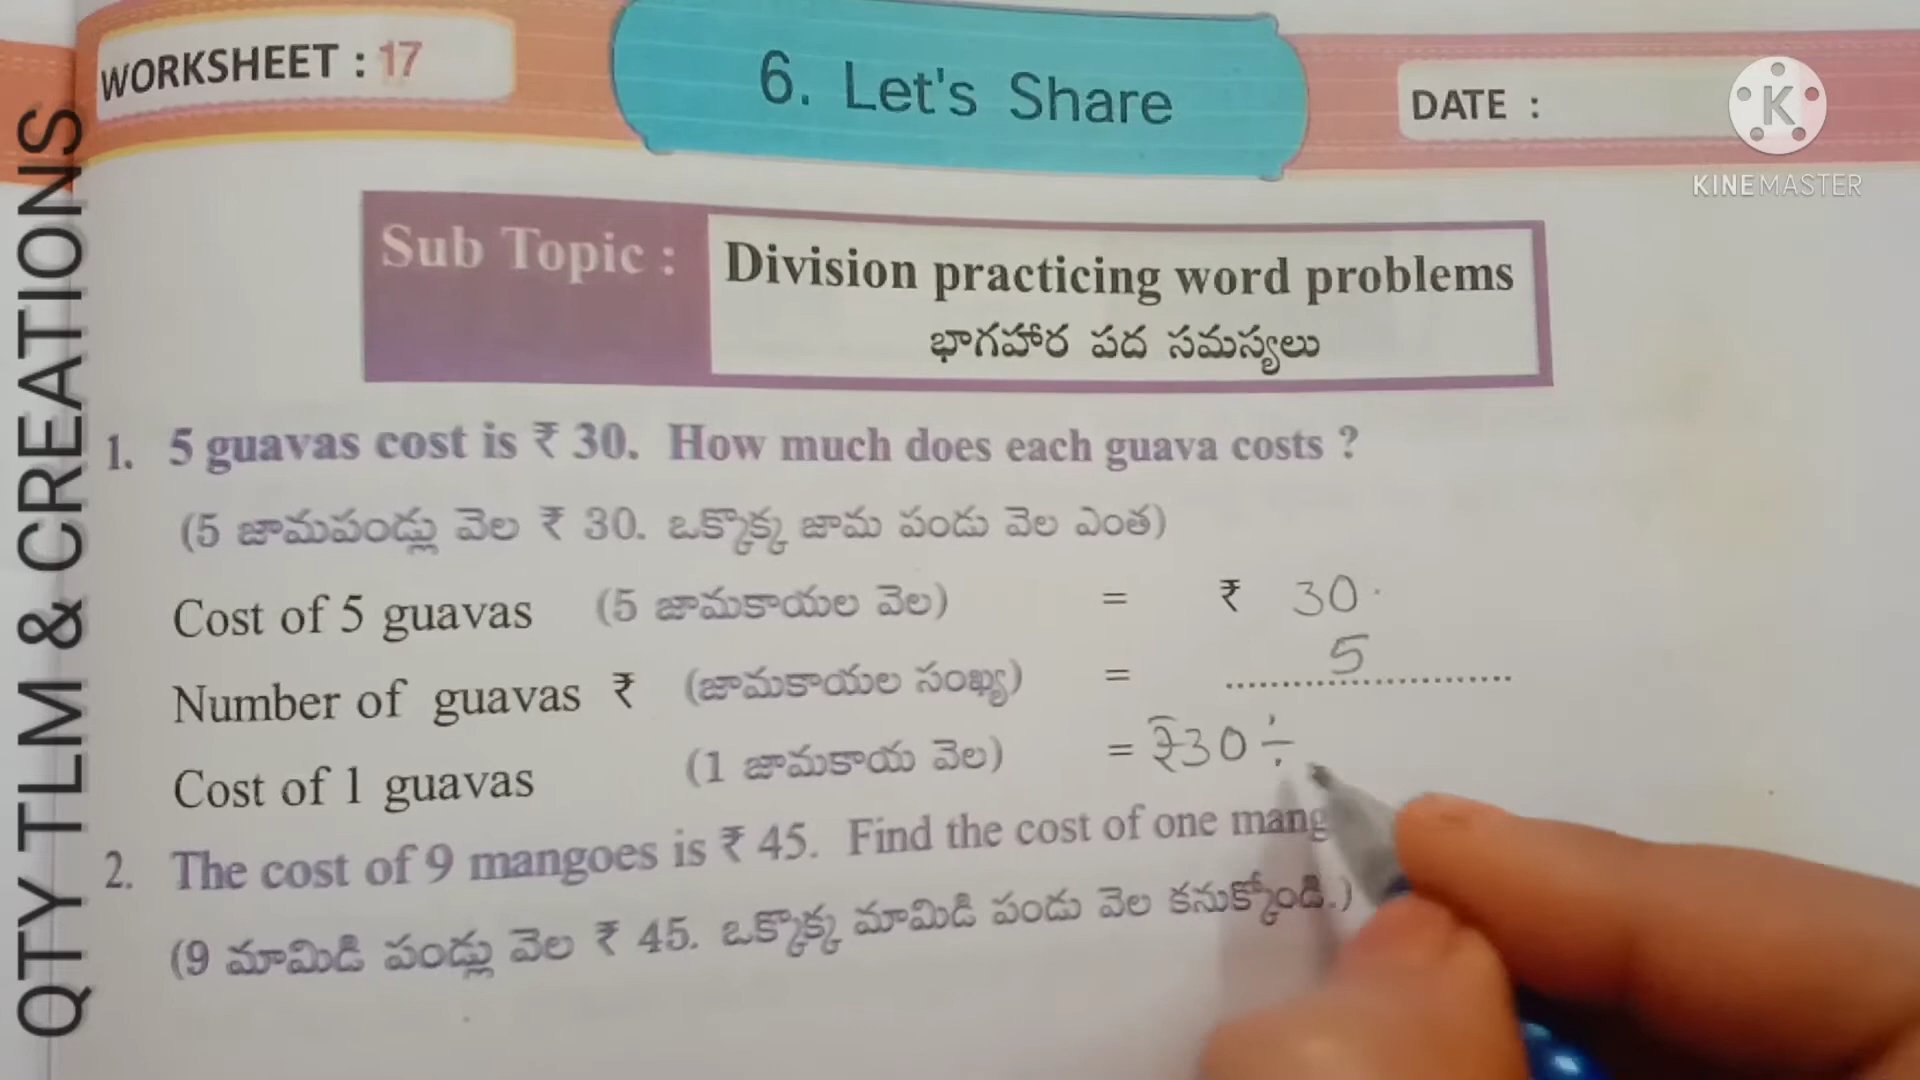 WORKSHEET : 17
6. Let's Share
DATE :
K
KINEMASTER
QTY TLM & CREATIONS
Sub Topic :
Division practicing word problems
భాగహార పద సమస్యలు
1. 5 guavas cost is ₹ 30. How much does each guava costs ?
(5 జామపండ్లు వెల ₹ 30. ఒక్కొక్క జామ పండు వెల ఎంత)
Cost of 5 guavas (5 జామకాయల వెల) = ₹ 30.
Number of guavas ₹ (జామకాయల సంఖ్య) = 5
Cost of 1 guavas (1 జామకాయ వెల) = ₹30 ÷
2. The cost of 9 mangoes is ₹ 45. Find the cost of one mang
(9 మామిడి పండ్లు వెల ₹ 45. ఒక్కొక్క మామిడి పండు వెల కనుక్కోండి.)